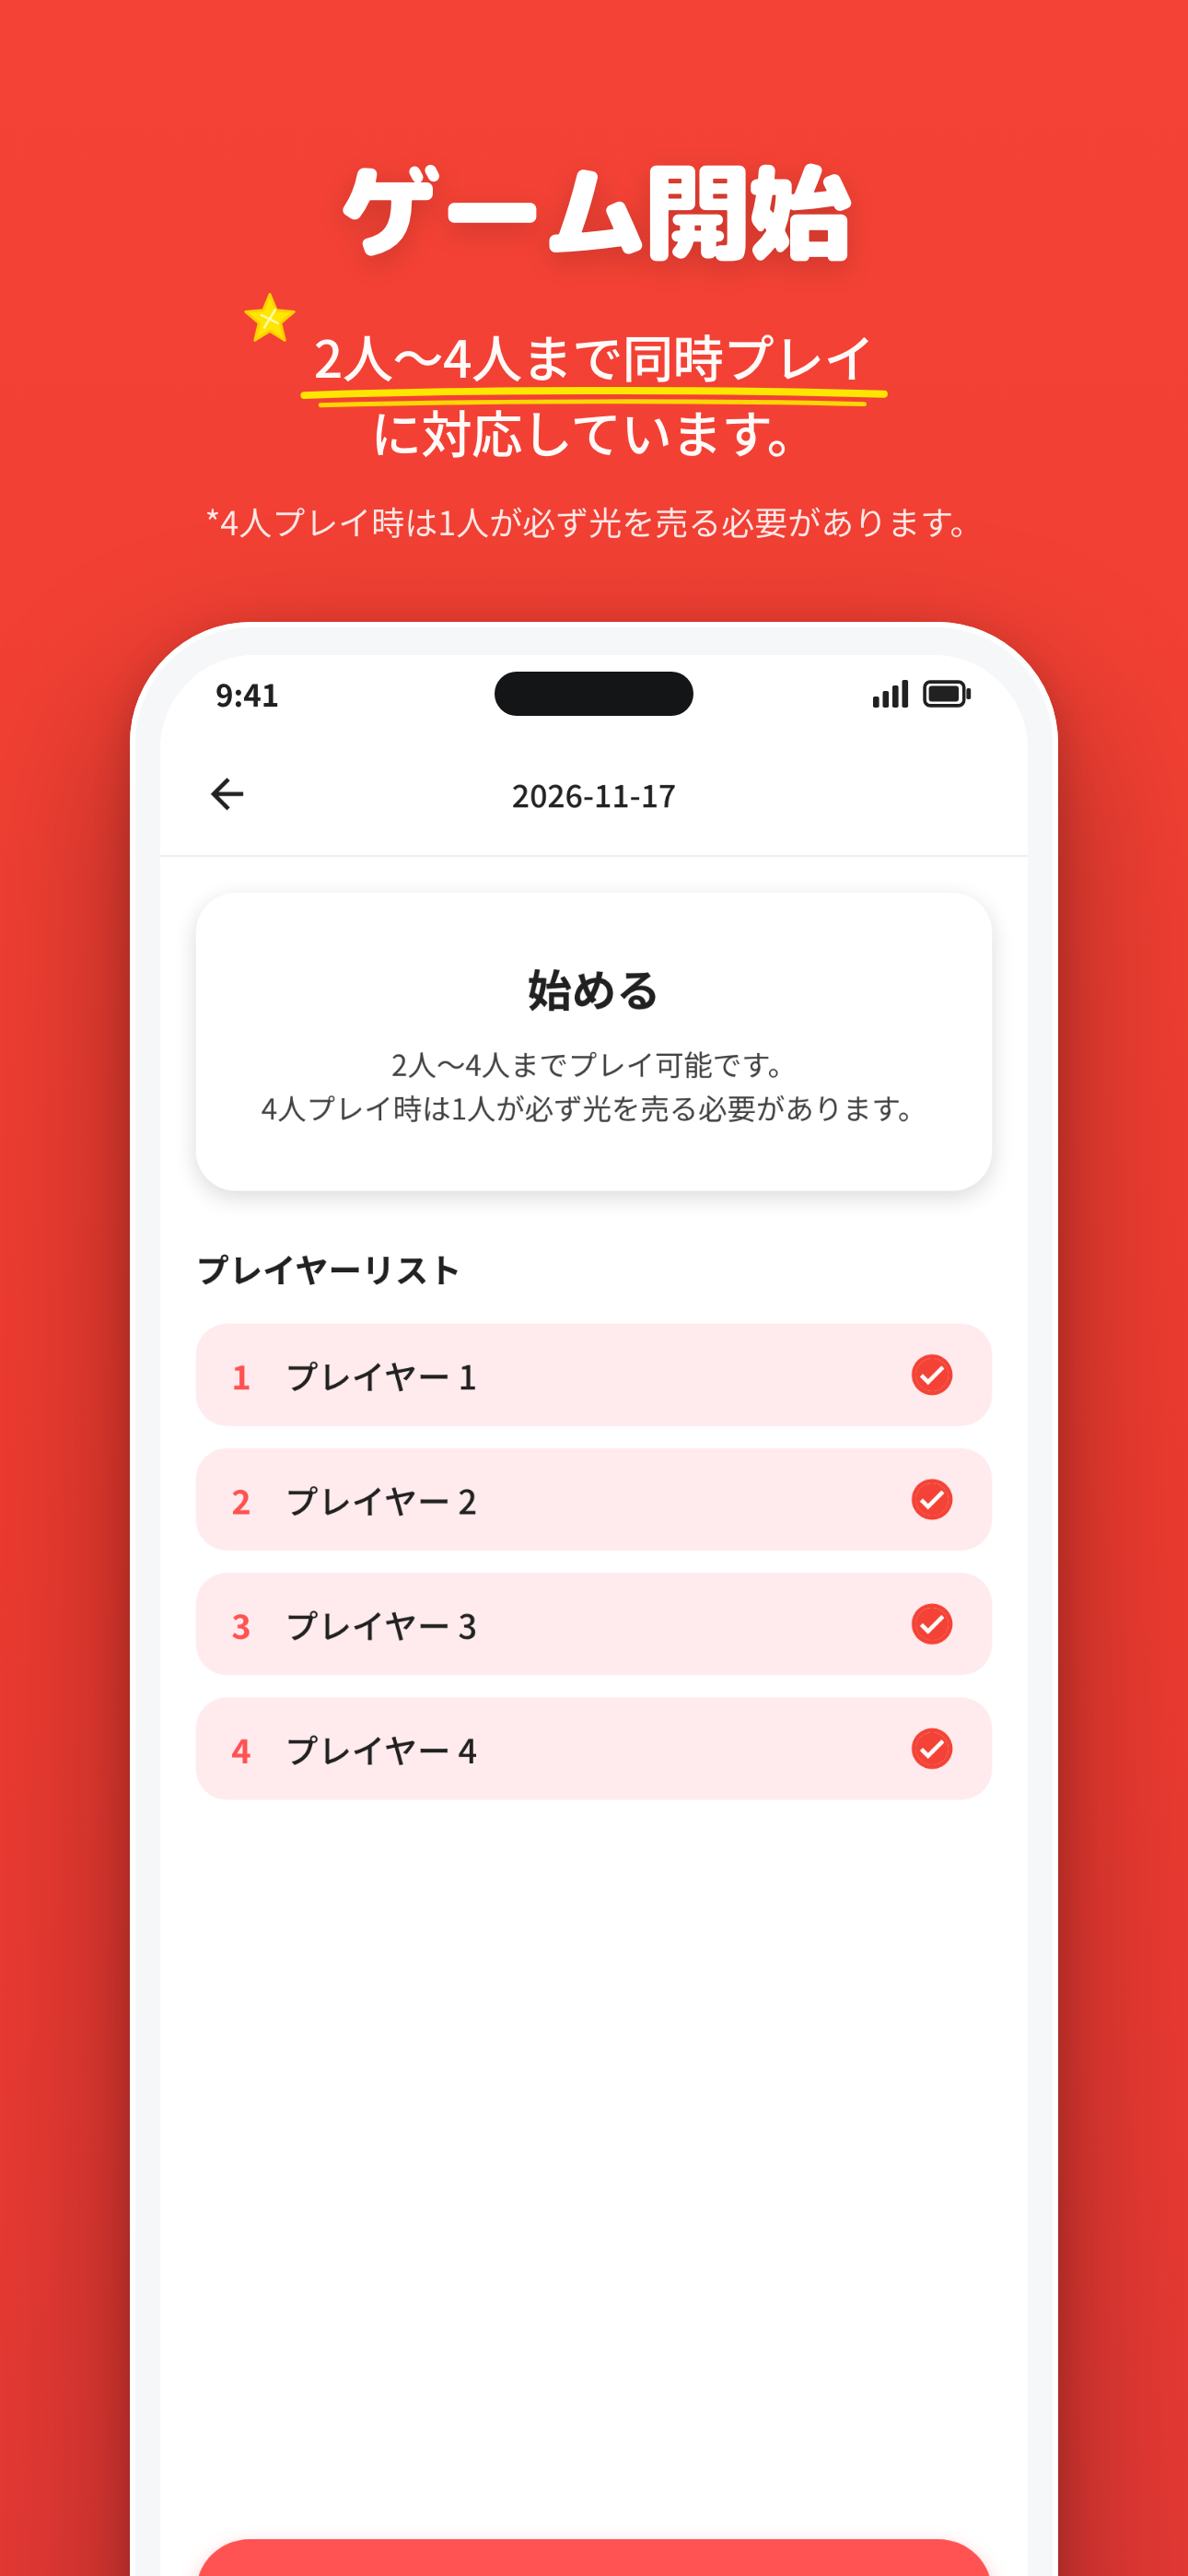 ゲーム開始
2人〜4人まで同時プレイ
に対応しています。
*4人プレイ時は1人が必ず光を売る必要があります。
9:41
2026-11-17
始める
2人〜4人までプレイ可能です。
4人プレイ時は1人が必ず光を売る必要があります。
プレイヤーリスト
1 プレイヤー 1
2 プレイヤー 2
3 プレイヤー 3
4 プレイヤー 4